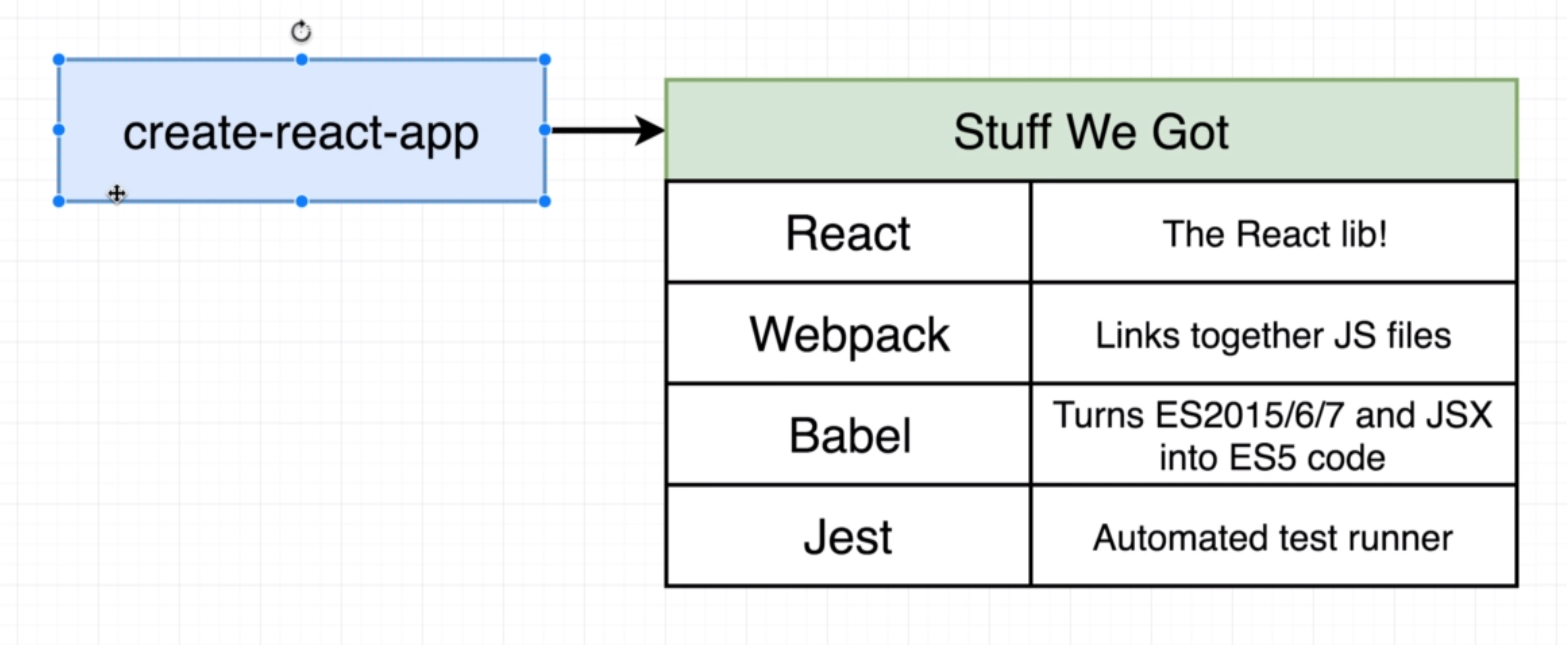 create-react-app
Stuff We Got
React
The React lib!
Webpack
Links together JS files
Babel
Turns ES2015/6/7 and JSX
into ES5 code
Jest
Automated test runner